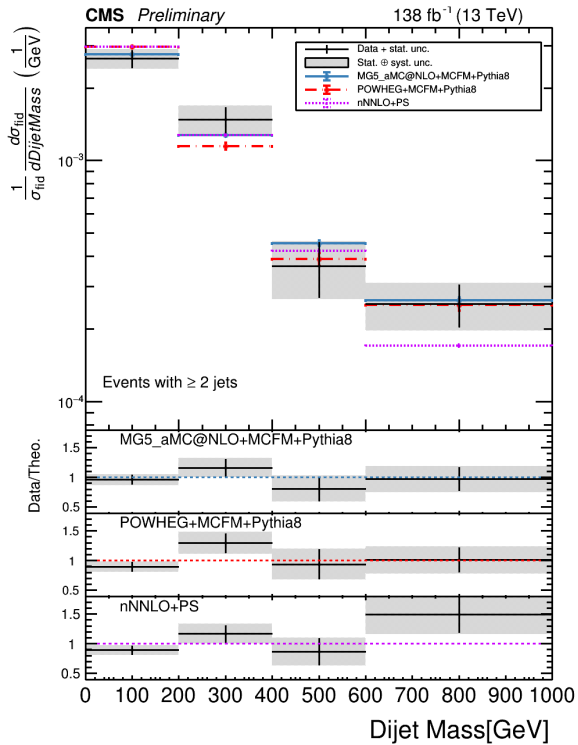 CMS Preliminary 138 fb⁻¹ (13 TeV)
1/σ_fid dσ_fid/dDijetMass (1/GeV)
Data + stat. unc.
Stat. ⊕ syst. unc.
MG5_aMC@NLO+MCFM+Pythia8
POWHEG+MCFM+Pythia8
nNNLO+PS
10⁻³
Events with ≥ 2 jets
10⁻⁴
Data/Theo.
MG5_aMC@NLO+MCFM+Pythia8
1.5
1
0.5
POWHEG+MCFM+Pythia8
1.5
1
0.5
nNNLO+PS
1.5
1
0.5
0 100 200 300 400 500 600 700 800 900 1000
Dijet Mass[GeV]